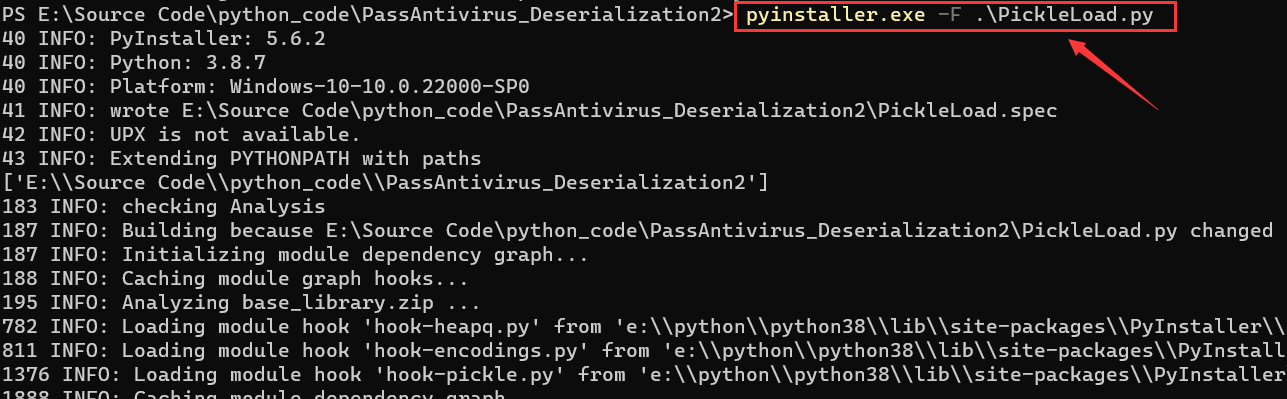 PS E:\Source Code\python_code\PassAntivirus_Deserialization2> pyinstaller.exe -F .\PickleLoad.py
40 INFO: PyInstaller: 5.6.2
40 INFO: Python: 3.8.7
40 INFO: Platform: Windows-10-10.0.22000-SP0
41 INFO: wrote E:\Source Code\python_code\PassAntivirus_Deserialization2\PickleLoad.spec
42 INFO: UPX is not available.
43 INFO: Extending PYTHONPATH with paths
['E:\\Source Code\\python_code\\PassAntivirus_Deserialization2']
183 INFO: checking Analysis
187 INFO: Building because E:\Source Code\python_code\PassAntivirus_Deserialization2\PickleLoad.py changed
187 INFO: Initializing module dependency graph...
188 INFO: Caching module graph hooks...
195 INFO: Analyzing base_library.zip ...
782 INFO: Loading module hook 'hook-heapq.py' from 'e:\\python\\python38\\lib\\site-packages\\PyInstaller\\
811 INFO: Loading module hook 'hook-encodings.py' from 'e:\\python\\python38\\lib\\site-packages\\PyInstall
1376 INFO: Loading module hook 'hook-pickle.py' from 'e:\\python\\python38\\lib\\site-packages\\PyInstaller
1888 INFO: Caching module dependency graph